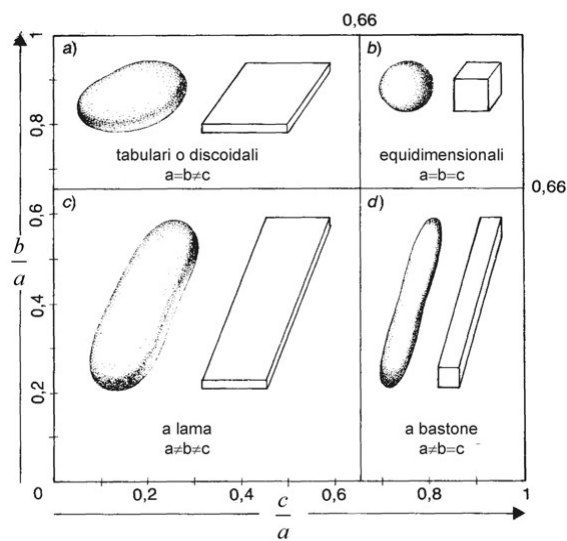 0,66
1
a)
b)
0,8
tabulari o discoidali
a=b≠c
equidimensionali
a=b=c
0,66
0,6
c)
d)
b
a
0,4
0,2
a lama
a≠b≠c
a bastone
a≠b=c
0
0,2
0,4
0,6
0,8
1
c
a